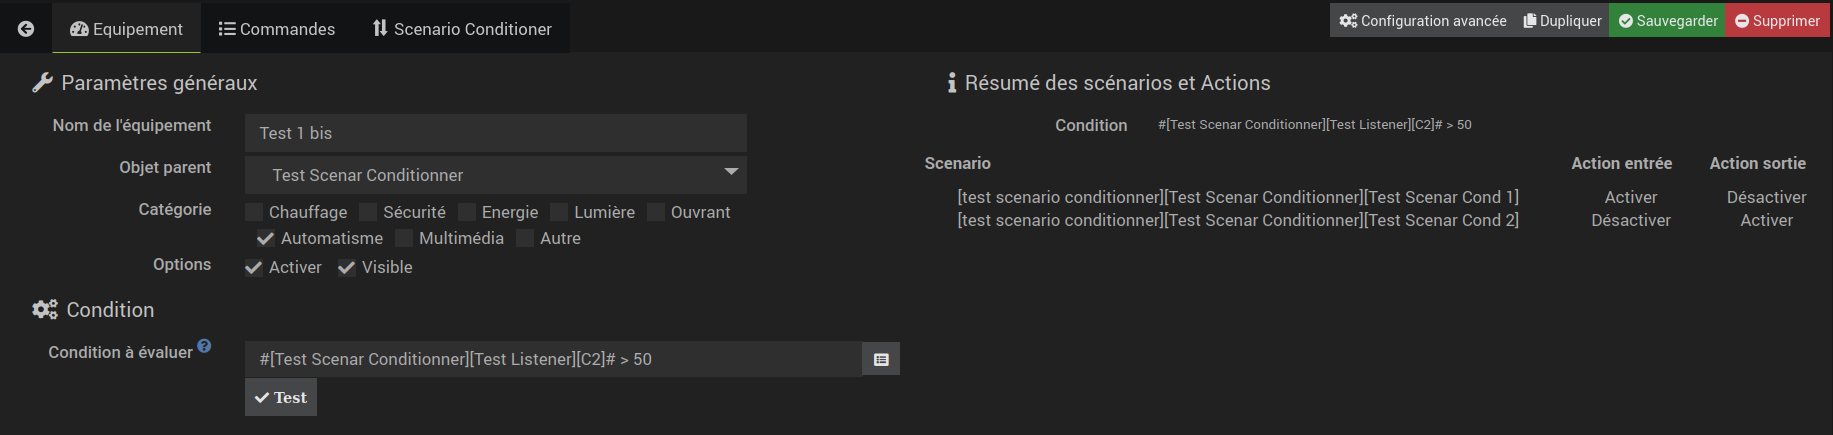 Equipement Commandes Scenario Conditioner Configuration avancée Dupliquer Sauvegarder Supprimer
Paramètres généraux
Nom de l'équipement Test 1 bis
Objet parent Test Scenar Conditionner
Catégorie Chauffage Sécurité Energie Lumière Ouvrant
Automatisme Multimédia Autre
Options Activer Visible
Condition
Condition à évaluer ? #[Test Scenar Conditionner][Test Listener][C2]# > 50
Test
Résumé des scénarios et Actions
Condition #[Test Scenar Conditionner][Test Listener][C2]# > 50
Scenario Action entrée Action sortie
[test scenario conditionner][Test Scenar Conditionner][Test Scenar Cond 1] Activer Désactiver
[test scenario conditionner][Test Scenar Conditionner][Test Scenar Cond 2] Désactiver Activer